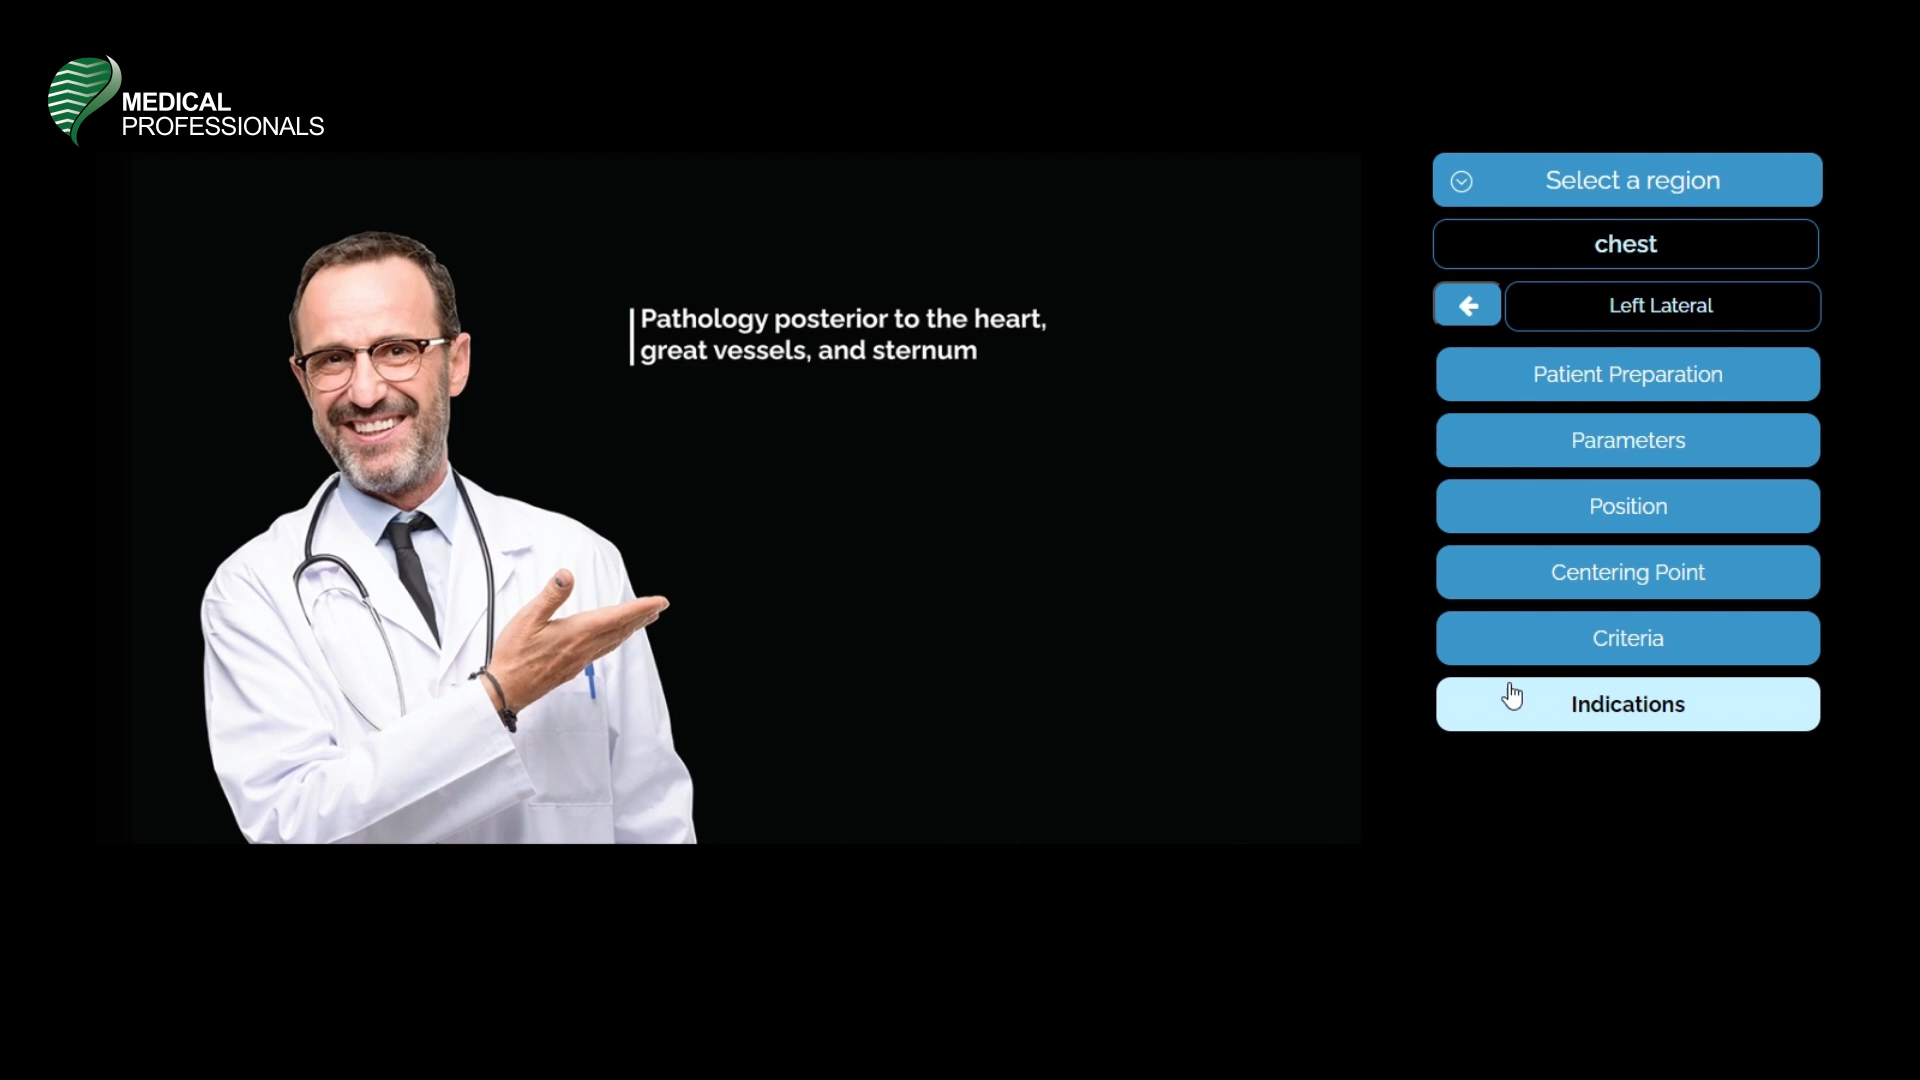 MEDICAL
PROFESSIONALS
Select a region
chest
Left Lateral
Pathology posterior to the heart,
great vessels, and sternum
Patient Preparation
Parameters
Position
Centering Point
Criteria
Indications